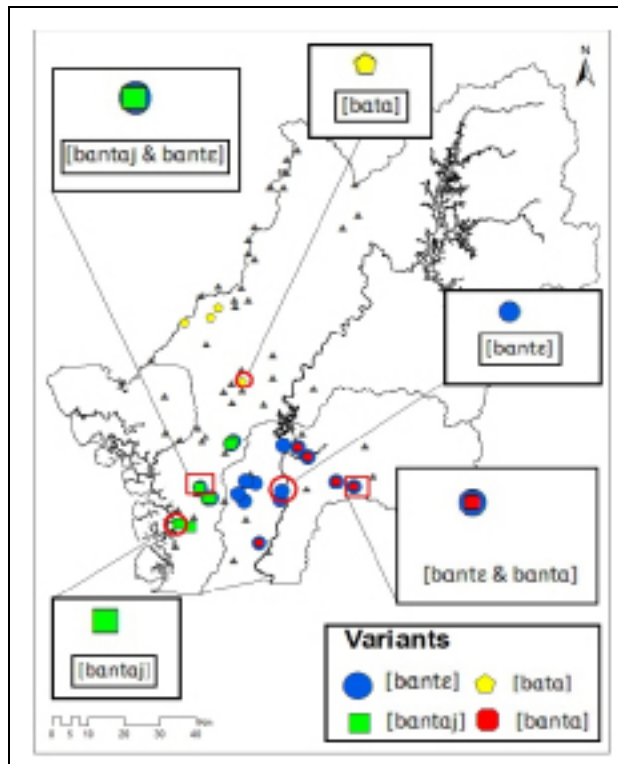 N
[bata]
[bantaj & bantɛ]
[bantɛ]
[bantɛ & banta]
[bantaj]
Variants
[bantɛ] [bata]
[bantaj] [banta]
0 5 10 20 30 40